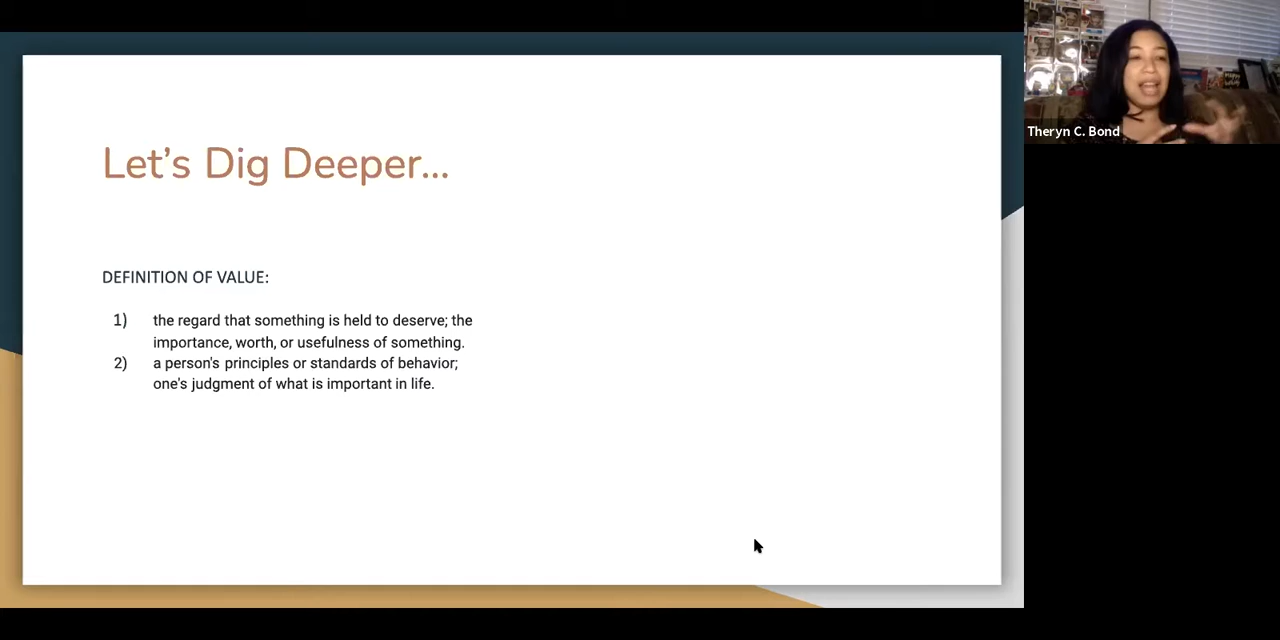 Let's Dig Deeper...
DEFINITION OF VALUE:
1) the regard that something is held to deserve; the
importance, worth, or usefulness of something.
2) a person's principles or standards of behavior;
one's judgment of what is important in life.
Theryn C. Bond